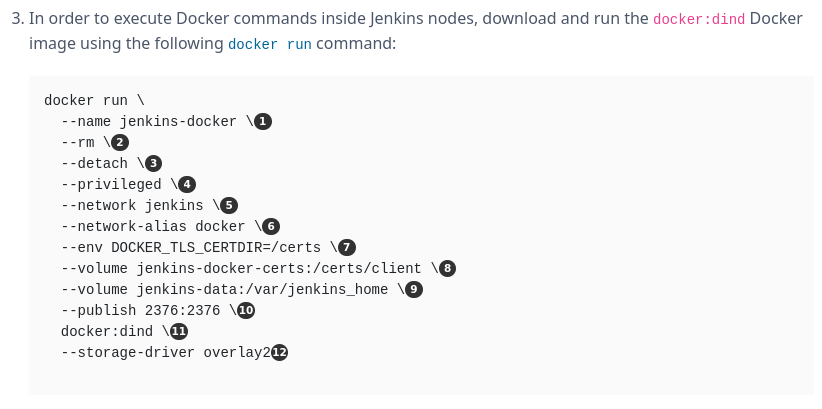 3. In order to execute Docker commands inside Jenkins nodes, download and run the docker:dind Docker
image using the following docker run command:
docker run \
--name jenkins-docker \ 1
--rm \ 2
--detach \ 3
--privileged \ 4
--network jenkins \ 5
--network-alias docker \ 6
--env DOCKER_TLS_CERTDIR=/certs \ 7
--volume jenkins-docker-certs:/certs/client \ 8
--volume jenkins-data:/var/jenkins_home \ 9
--publish 2376:2376 \ 10
docker:dind \ 11
--storage-driver overlay2 12